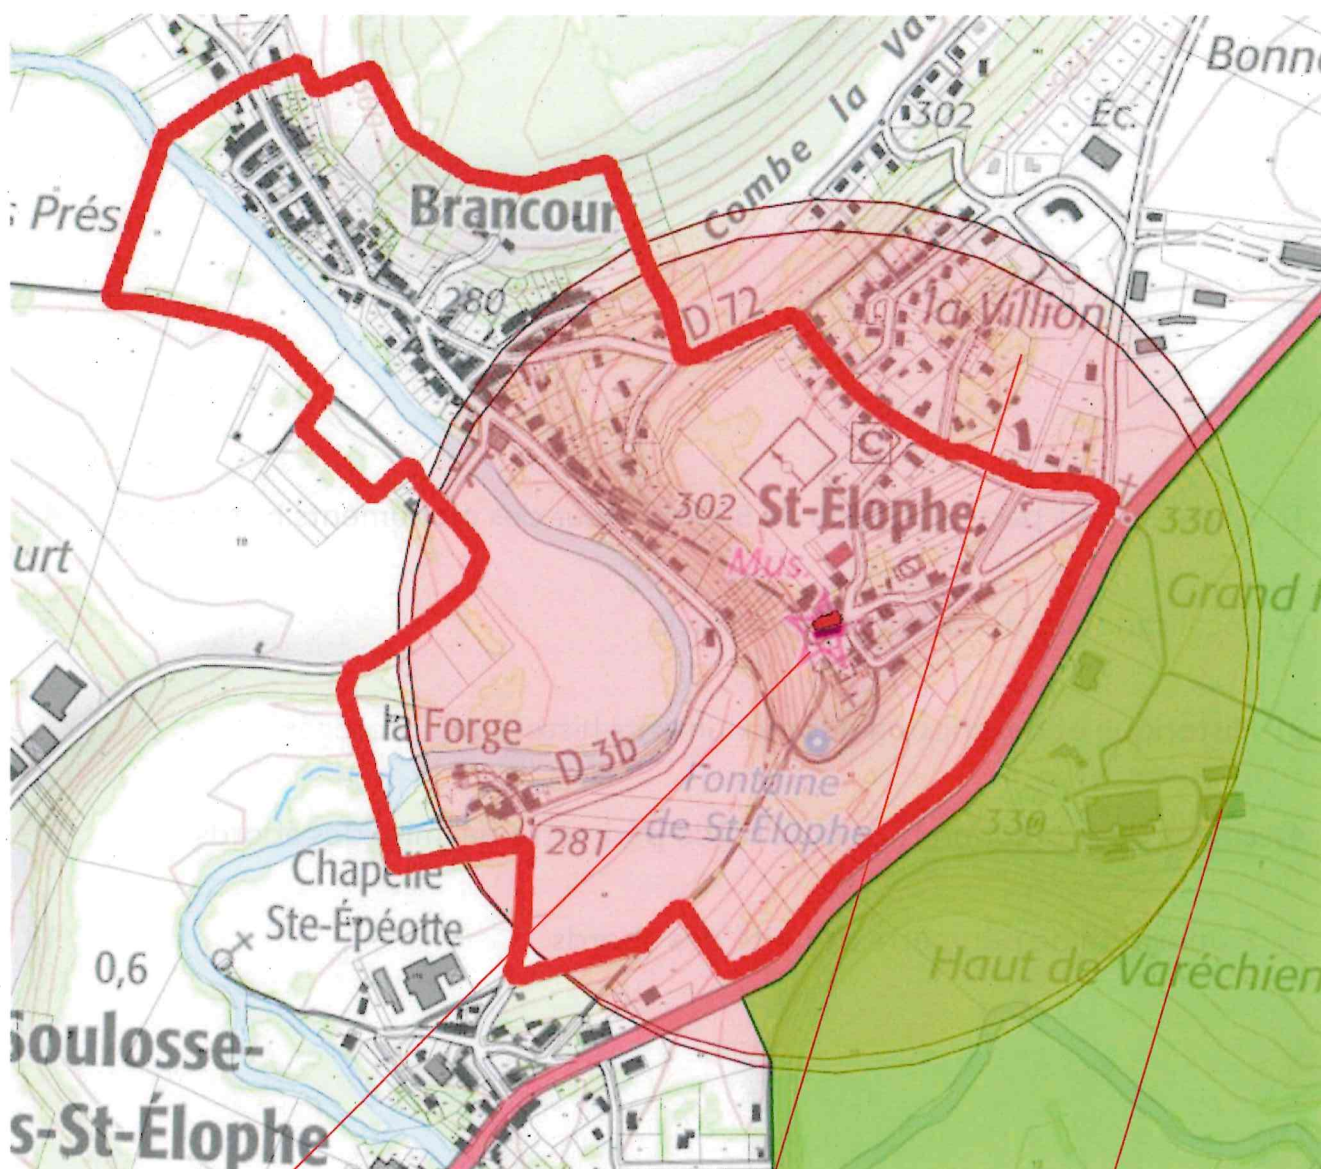 Bonn
302
Éc.
Combe la Va
Prés
Brancour
280
D 72
la Villion
C
302
St-Élophe
Mus.
330
urt
Grand
la Forge
D 3b
Fontaine
de St-Élophe
330
281
Chapelle
Ste-Épéotte
0,6
Haut de Varéchien
Soulosse-
s-St-Élophe